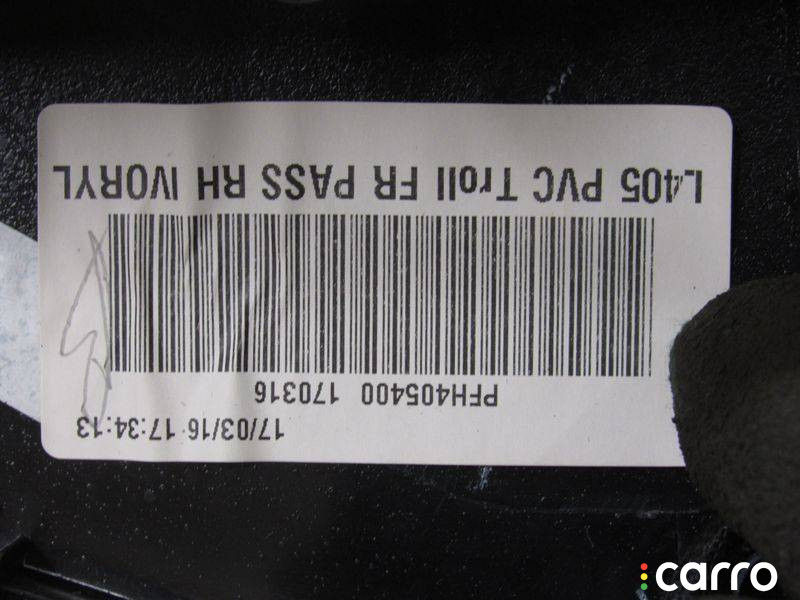 17/03/16 17:34:13
PFH405400 170316
L405 PVC Troll FR PASS RH IVORYL
carro